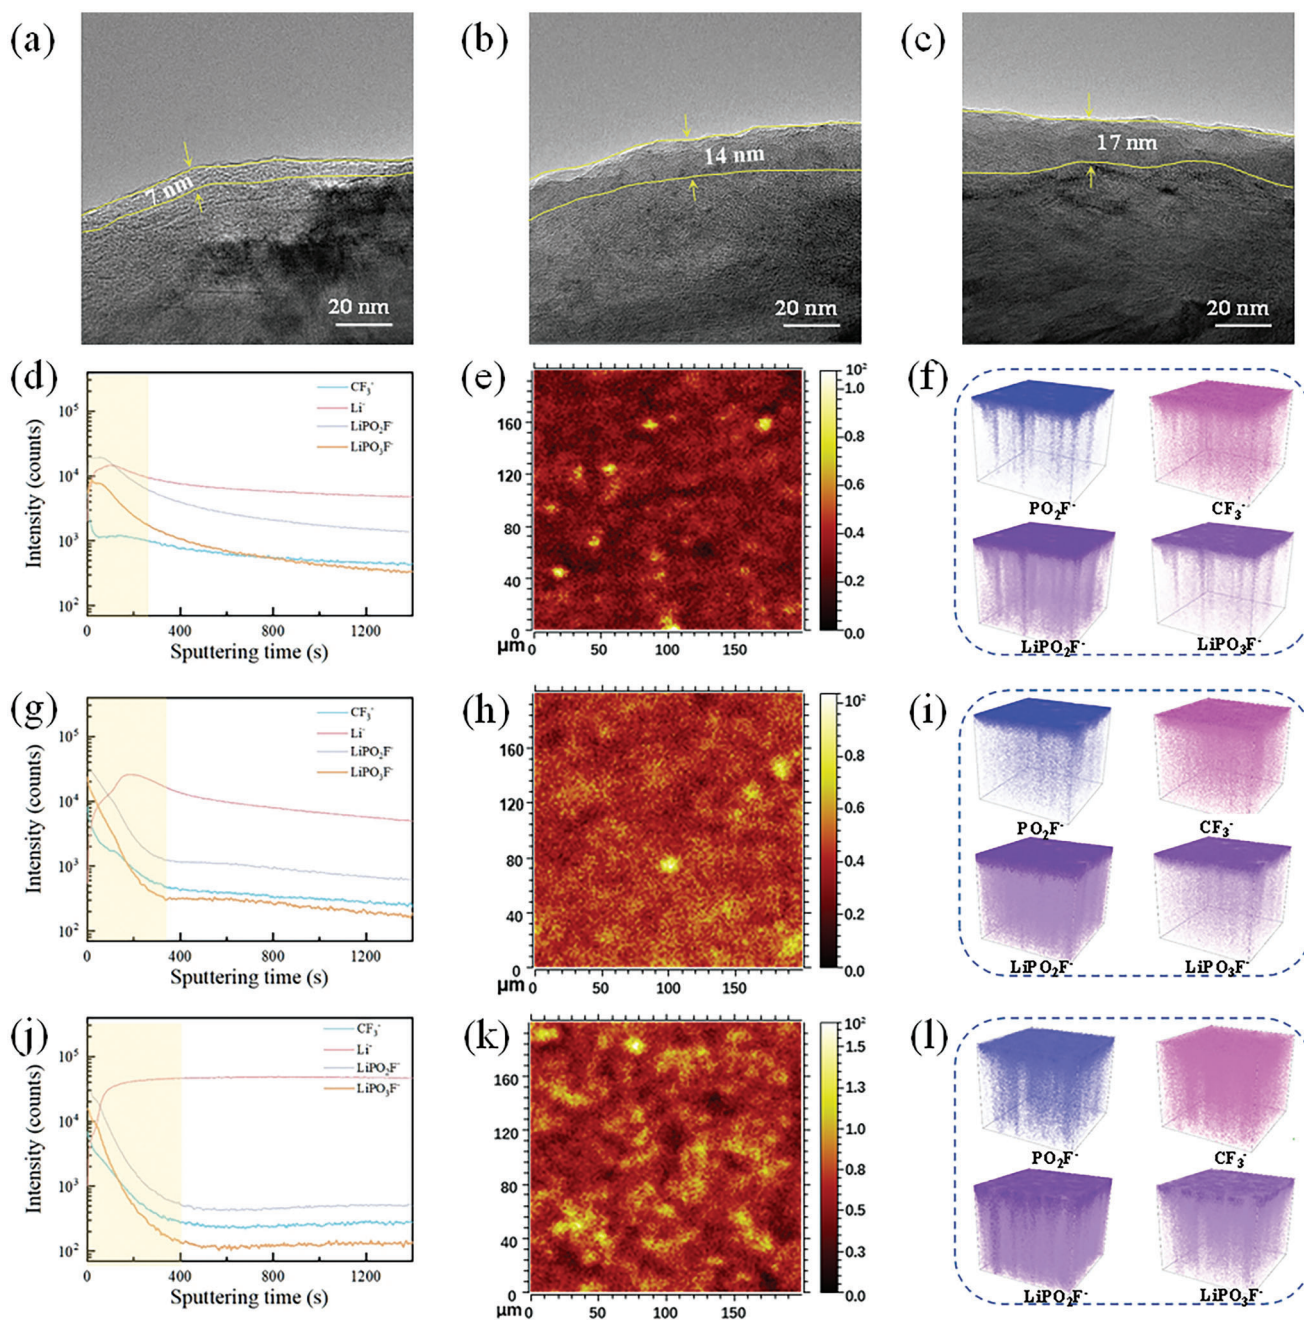 (a)
7 nm
20 nm
(b)
14 nm
20 nm
(c)
17 nm
20 nm
(d)
CF₃⁻
Li⁻
LiPO₂F⁻
LiPO₃F⁻
Intensity (counts)
10⁵
10⁴
10³
10²
0 400 800 1200
Sputtering time (s)
(e)
160
120
80
40
0
μm
0 50 100 150
10²
1.0
0.8
0.6
0.4
0.2
0.0
(f)
PO₂F⁻
CF₃⁻
LiPO₂F⁻
LiPO₃F⁻
(g)
CF₃⁻
Li⁻
LiPO₂F⁻
LiPO₃F⁻
Intensity (counts)
10⁵
10⁴
10³
10²
0 400 800 1200
Sputtering time (s)
(h)
160
120
80
40
0
μm
0 50 100 150
10²
1.0
0.8
0.6
0.4
0.2
0.0
(i)
PO₂F⁻
CF₃⁻
LiPO₂F⁻
LiPO₃F⁻
(j)
CF₃⁻
Li⁻
LiPO₂F⁻
LiPO₃F⁻
Intensity (counts)
10⁵
10⁴
10³
10²
0 400 800 1200
Sputtering time (s)
(k)
160
120
80
40
0
μm
0 50 100 150
10²
1.5
1.3
1.0
0.8
0.5
0.3
0.0
(l)
PO₂F⁻
CF₃⁻
LiPO₂F⁻
LiPO₃F⁻